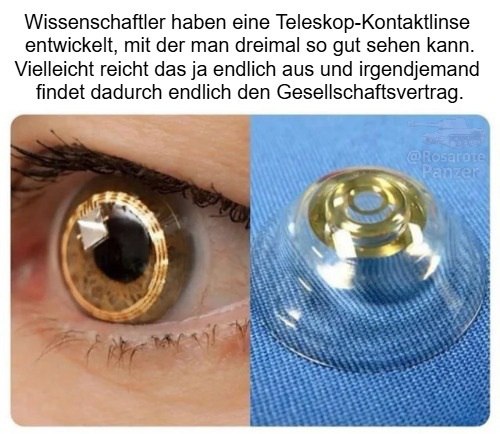 Wissenschaftler haben eine Teleskop-Kontaktlinse
entwickelt, mit der man dreimal so gut sehen kann.
Vielleicht reicht das ja endlich aus und irgendjemand
findet dadurch endlich den Gesellschaftsvertrag.
@Rosarote
Panzer